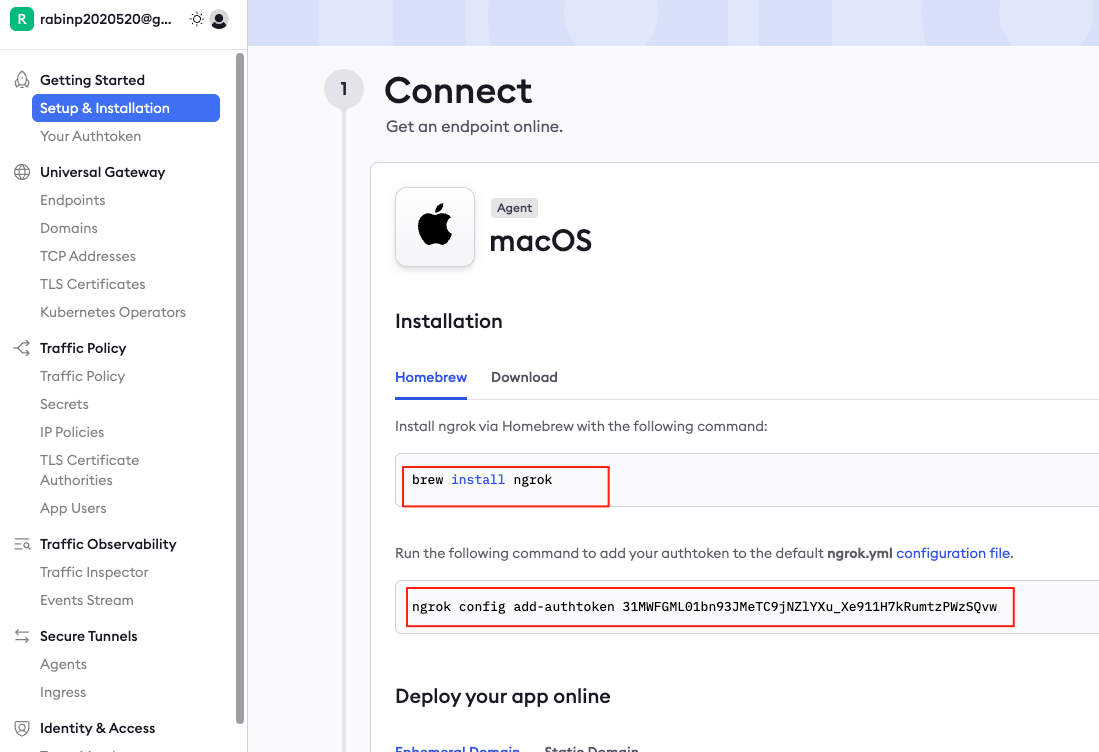 R rabinp2020520@g...
Getting Started
Setup & Installation
Your Authtoken
Universal Gateway
Endpoints
Domains
TCP Addresses
TLS Certificates
Kubernetes Operators
Traffic Policy
Traffic Policy
Secrets
IP Policies
TLS Certificate
Authorities
App Users
Traffic Observability
Traffic Inspector
Events Stream
Secure Tunnels
Agents
Ingress
Identity & Access
1 Connect
Get an endpoint online.
Agent
macOS
Installation
Homebrew Download
Install ngrok via Homebrew with the following command:
brew install ngrok
Run the following command to add your authtoken to the default ngrok.yml configuration file.
ngrok config add-authtoken 31MWFGML01bn93JMeTC9jNZlYXu_Xe911H7kRumtzPWzSQvw
Deploy your app online
Ephemeral Domain Static Domain